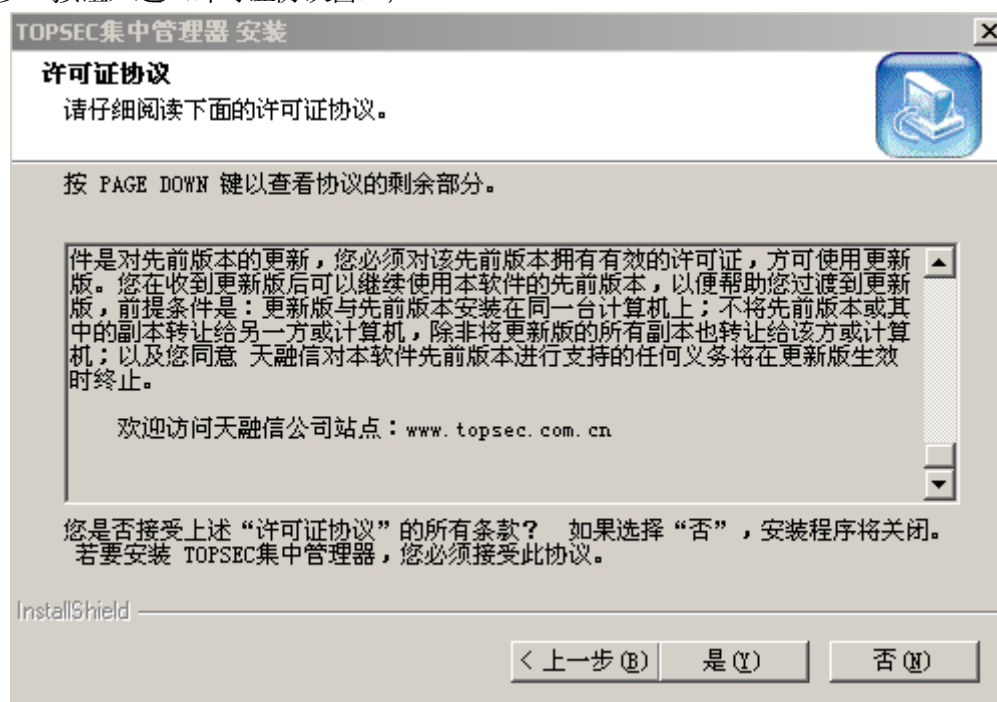 TOPSEC集中管理器 安装
许可证协议
请仔细阅读下面的许可证协议。
按 PAGE DOWN 键以查看协议的剩余部分。
件是对先前版本的更新，您必须对该先前版本拥有有效的许可证，方可使用更新
版。您在收到更新版后可以继续使用本软件的先前版本，以便帮助您过渡到更新
版，前提条件是：更新版与先前版本安装在同一台计算机上；不将先前版本或其
中的副本转让给另一方或计算机，除非将更新版的所有副本也转让给该方或计算
机；以及您同意 天融信对本软件先前版本进行支持的任何义务将在更新版生效
时终止。
欢迎访问天融信公司站点：www.topsec.com.cn
您是否接受上述“许可证协议”的所有条款？ 如果选择“否”，安装程序将关闭。
若要安装 TOPSEC集中管理器，您必须接受此协议。
InstallShield
< 上一步(B) 是(Y) 否(N)